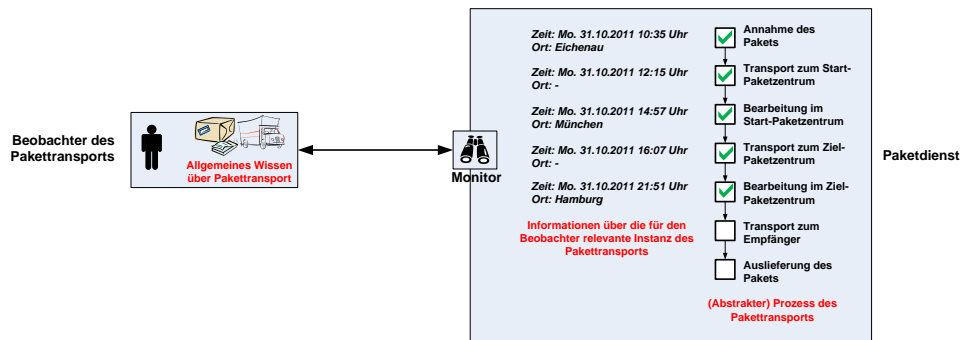 Beobachter des
Pakettransports
Allgemeines Wissen
über Pakettransport
Monitor
Zeit: Mo. 31.10.2011 10:35 Uhr
Ort: Eichenau
Annahme des
Pakets
Zeit: Mo. 31.10.2011 12:15 Uhr
Ort: -
Transport zum Start-
Paketzentrum
Zeit: Mo. 31.10.2011 14:57 Uhr
Ort: München
Bearbeitung im
Start-Paketzentrum
Zeit: Mo. 31.10.2011 16:07 Uhr
Ort: -
Transport zum Ziel-
Paketzentrum
Zeit: Mo. 31.10.2011 21:51 Uhr
Ort: Hamburg
Bearbeitung im Ziel-
Paketzentrum
Informationen über die für den
Beobachter relevante Instanz des
Pakettransports
Transport zum
Empfänger
Auslieferung des
Pakets
(Abstrakter) Prozess des
Pakettransports
Paketdienst